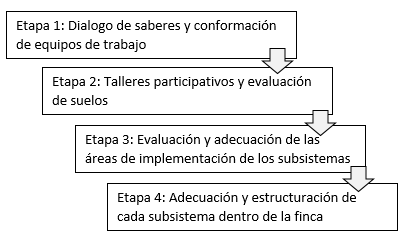 Etapa 1: Dialogo de saberes y conformación
de equipos de trabajo
Etapa 2: Talleres participativos y evaluación
de suelos
Etapa 3: Evaluación y adecuación de las
áreas de implementación de los subsistemas
Etapa 4: Adecuación y estructuración de
cada subsistema dentro de la finca